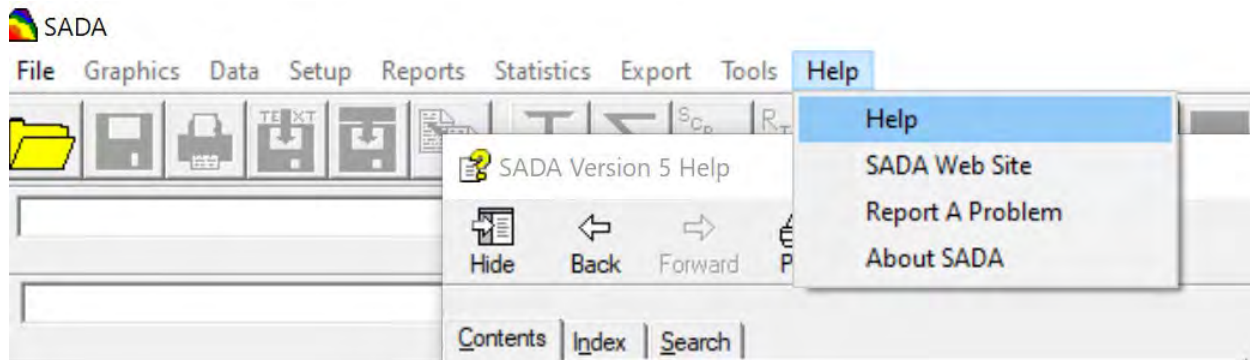 SADA
File Graphics Data Setup Reports Statistics Export Tools Help
TEXT
Help
SADA Version 5 Help
SADA Web Site
Report A Problem
Hide Back Forward
About SADA
Contents Index Search